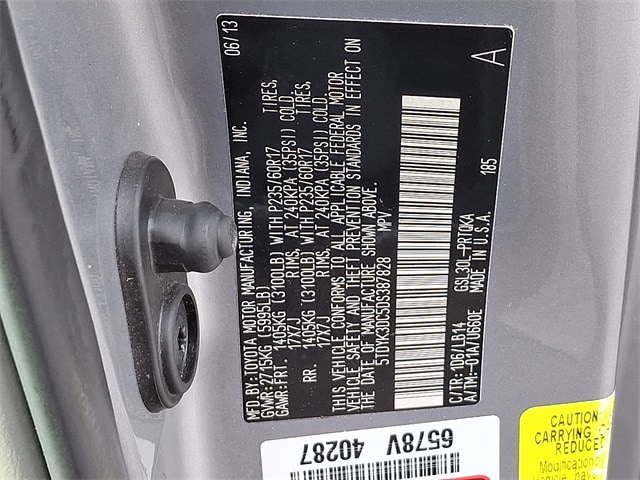 MFD.BY:TOYOTA MOTOR MANUFACTURING, INDIANA, INC. 06/13
GVWR:2715KG (5995LB)
GAWR:FRT. 1405KG (3100LB) WITH P235/60R17 TIRES,
17X7J RIMS, AT 240KPA (35PSI) COLD.
RR. 1405KG (3100LB) WITH P235/60R17 TIRES,
17X7J RIMS, AT 240KPA (35PSI) COLD.
THIS VEHICLE CONFORMS TO ALL APPLICABLE FEDERAL MOTOR
VEHICLE SAFETY AND THEFT PREVENTION STANDARDS IN EFFECT ON
THE DATE OF MANUFACTURE SHOWN ABOVE.
5TDYK3DC5DS387828 MPV
A
185
C/TR:1D6/LB14 GSL30L-PRTQKA
A/TM:-01A/U660E MADE IN U.S.A.
6578V 40287
CAUTION
CARRYING
REDUCED
Modifications